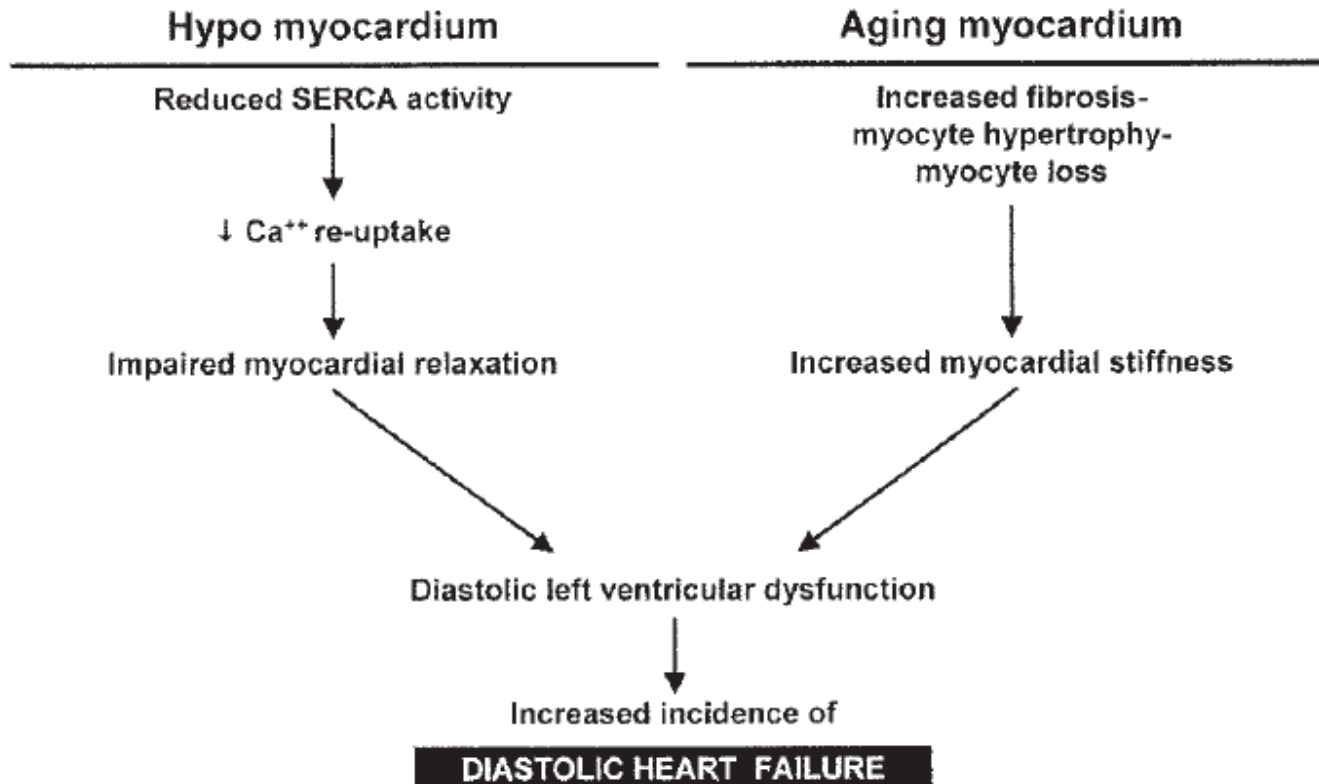 Hypo myocardium
Aging myocardium
Reduced SERCA activity
Increased fibrosis-
myocyte hypertrophy-
myocyte loss
↓ Ca⁺⁺ re-uptake
Impaired myocardial relaxation
Increased myocardial stiffness
Diastolic left ventricular dysfunction
Increased incidence of
DIASTOLIC HEART FAILURE